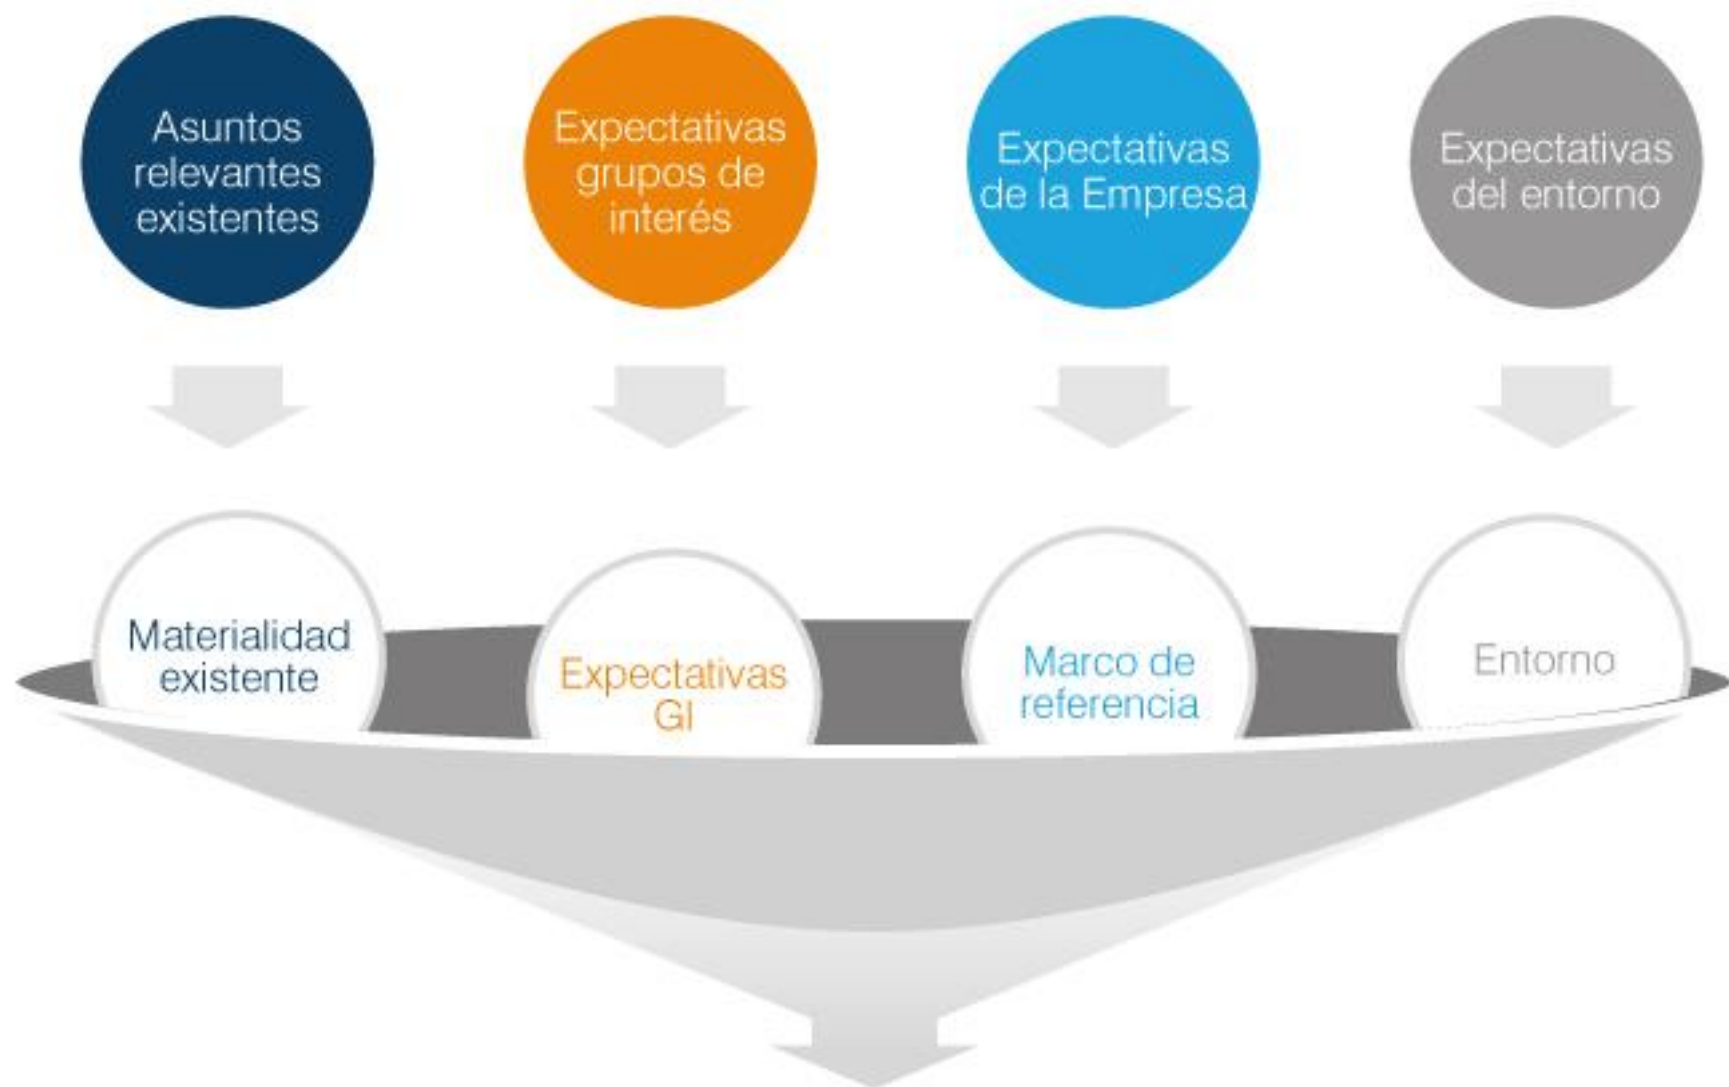 Asuntos
relevantes
existentes
Expectativas
grupos de
interés
Expectativas
de la Empresa
Expectativas
del entorno
Materialidad
existente
Expectativas
GI
Marco de
referencia
Entorno